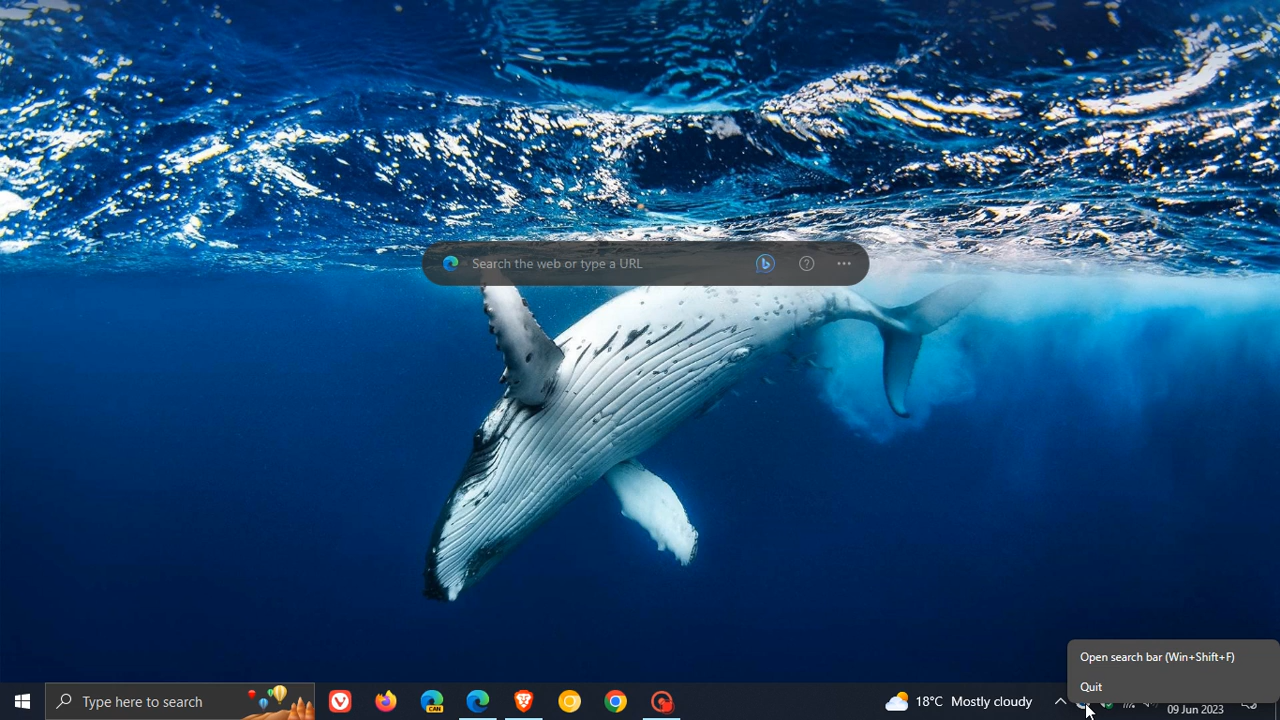 Search the web or type a URL
Open search bar (Win+Shift+F)
Quit
Type here to search
CAN
18°C Mostly cloudy
09 Jun 2023